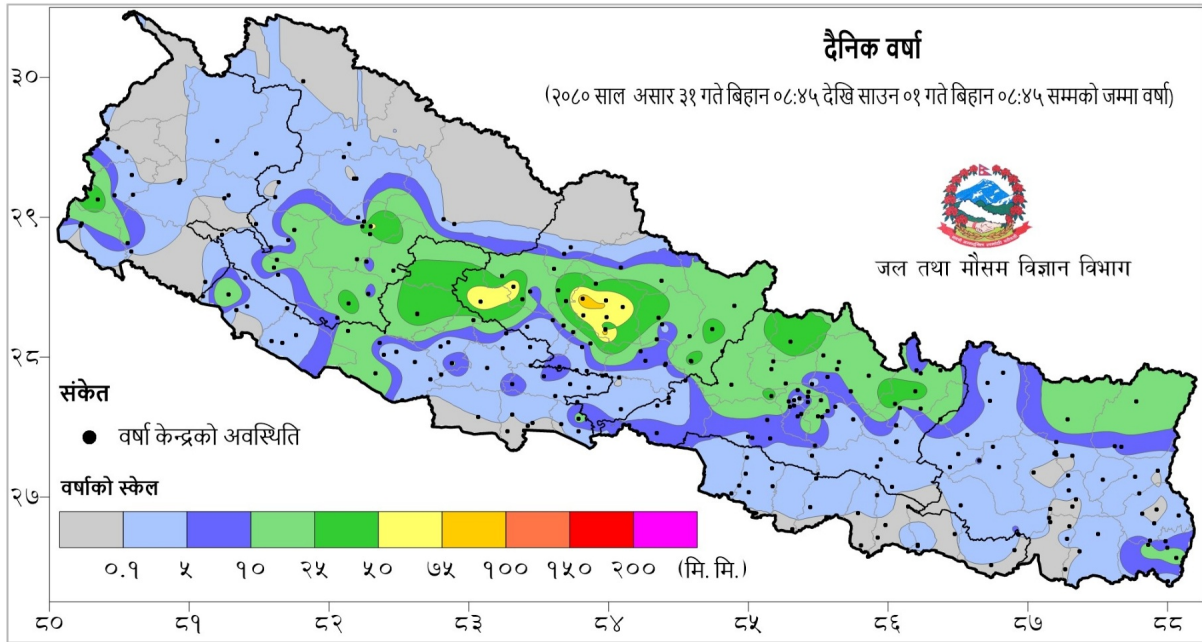 दैनिक वर्षा
(२०८० साल असार ३१ गते बिहान ०८:४५ देखि साउन ०१ गते बिहान ०८:४५ सम्मको जम्मा वर्षा)
जल तथा मौसम विज्ञान विभाग
३०
२९
२८
२७
संकेत
वर्षा केन्द्रको अवस्थिति
वर्षाको स्केल
०.१ ५ १० २५ ५० ७५ १०० १५० २०० (मि. मि.)
८० ८१ ८२ ८३ ८४ ८५ ८६ ८७ ८८